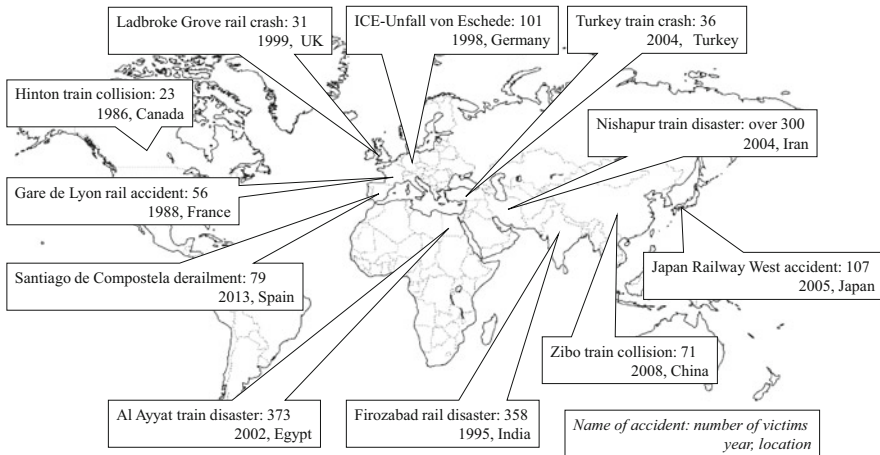 Ladbroke Grove rail crash: 31
1999, UK
ICE-Unfall von Eschede: 101
1998, Germany
Turkey train crash: 36
2004, Turkey
Hinton train collision: 23
1986, Canada
Nishapur train disaster: over 300
2004, Iran
Gare de Lyon rail accident: 56
1988, France
Santiago de Compostela derailment: 79
2013, Spain
Japan Railway West accident: 107
2005, Japan
Zibo train collision: 71
2008, China
Al Ayyat train disaster: 373
2002, Egypt
Firozabad rail disaster: 358
1995, India
Name of accident: number of victims
year, location